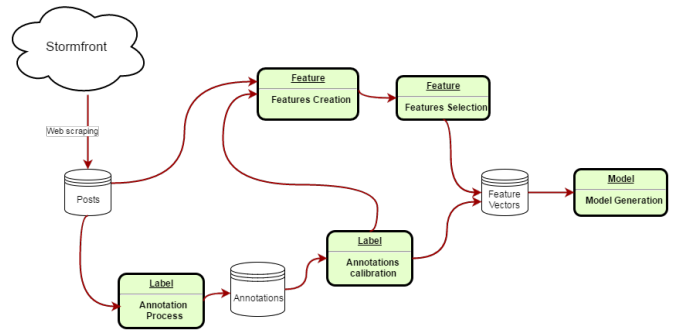 Stormfront
Web scraping
Posts
Feature
Features Creation
Feature
Features Selection
Feature
Vectors
Model
Model Generation
Label
Annotations
calibration
Label
Annotation
Process
Annotations